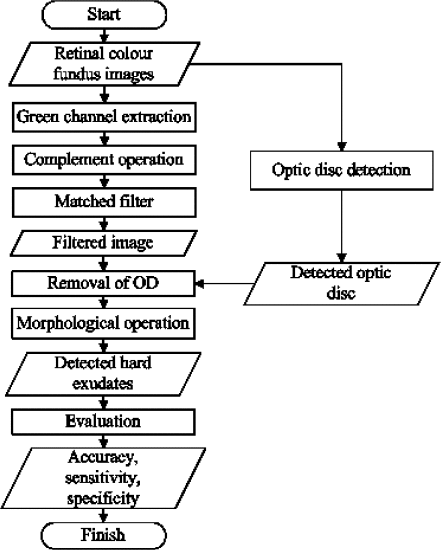 Start
Retinal colour
fundus images
Green channel extraction
Complement operation
Optic disc detection
Matched filter
Filtered image
Removal of OD
Detected optic
disc
Morphological operation
Detected hard
exudates
Evaluation
Accuracy,
sensitivity,
specificity
Finish